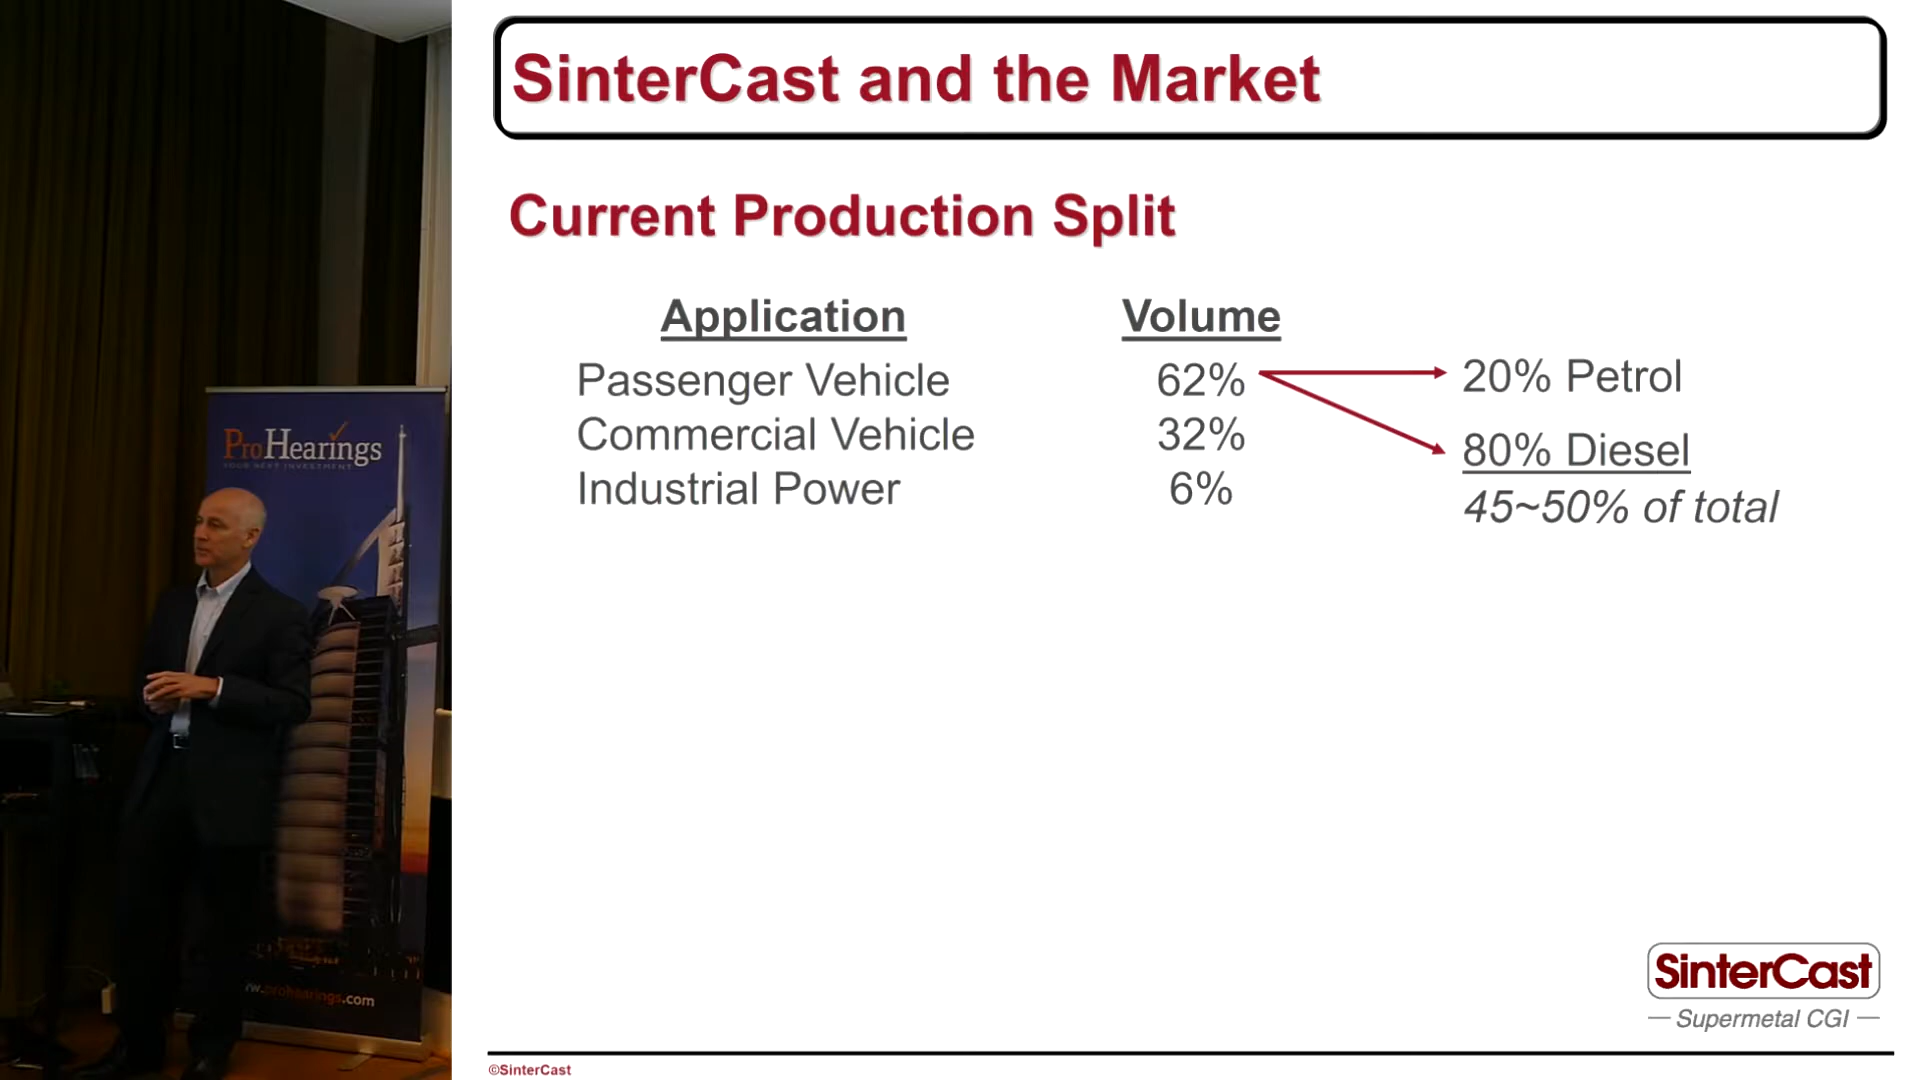 SinterCast and the Market
Current Production Split
Application Volume
Passenger Vehicle 62% 20% Petrol
Commercial Vehicle 32% 80% Diesel
Industrial Power 6% 45~50% of total
ProHearings
YOUR NEXT INVESTMENT
www.prohearings.com
SinterCast
— Supermetal CGI —
©SinterCast